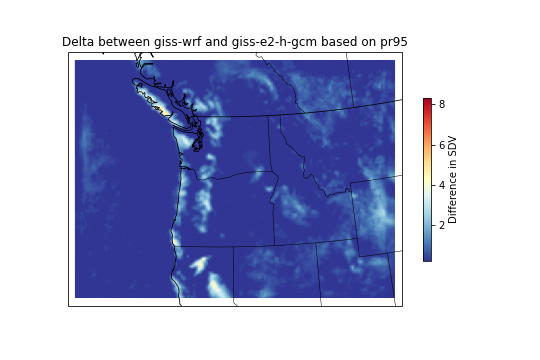 Delta between giss-wrf and giss-e2-h-gcm based on pr95
8
6
4
2
Difference in SDV